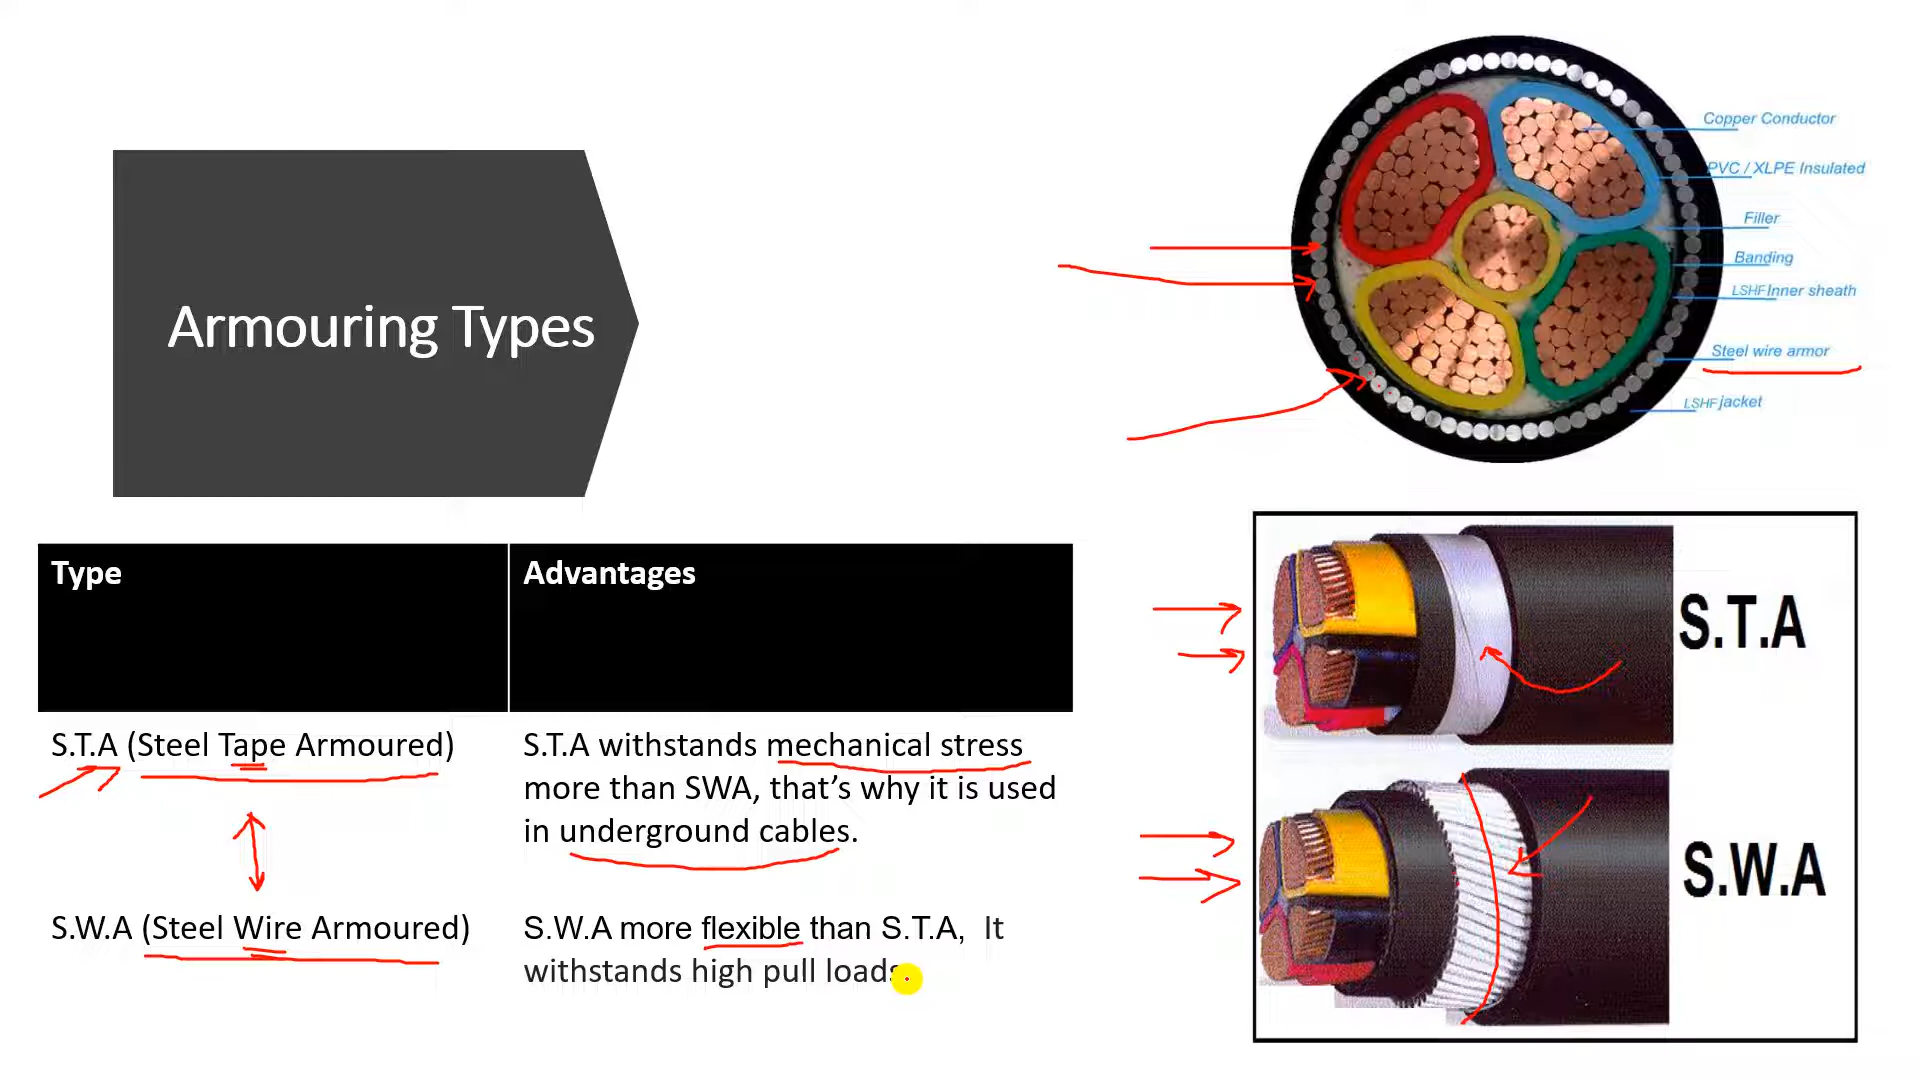 Armouring Types
Copper Conductor
PVC / XLPE Insulated
Filler
Banding
LSHF Inner sheath
Steel wire armor
LSHF jacket
Type
Advantages
S.T.A (Steel Tape Armoured)
S.T.A withstands mechanical stress
more than SWA, that’s why it is used
in underground cables.
S.W.A (Steel Wire Armoured)
S.W.A more flexible than S.T.A, It
withstands high pull loads
S.T.A
S.W.A